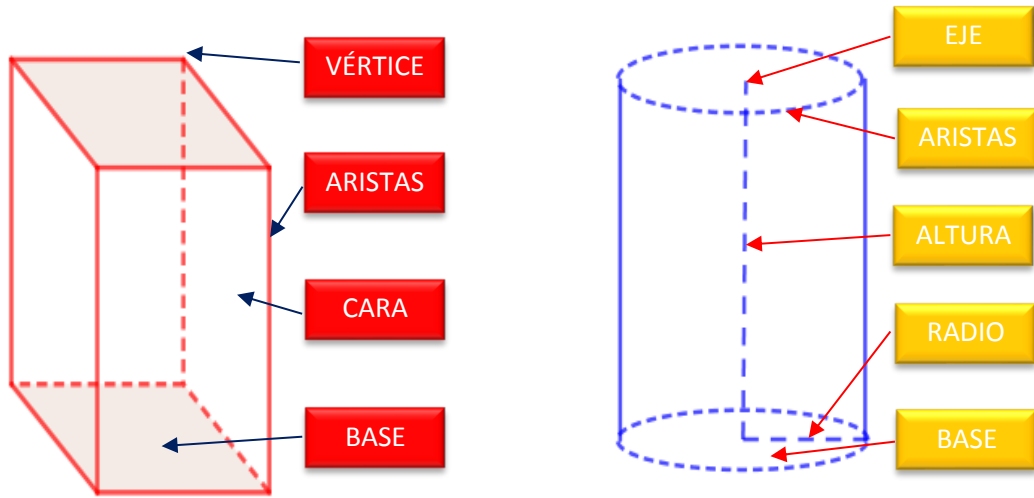 VÉRTICE
ARISTAS
CARA
BASE
EJE
ARISTAS
ALTURA
RADIO
BASE